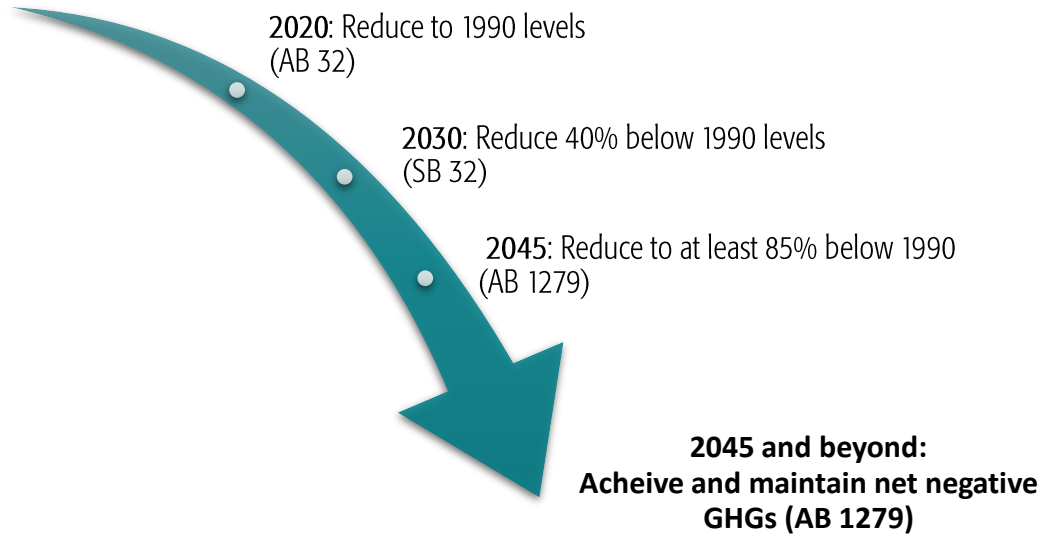 2020: Reduce to 1990 levels
(AB 32)
2030: Reduce 40% below 1990 levels
(SB 32)
2045: Reduce to at least 85% below 1990
(AB 1279)
2045 and beyond:
Acheive and maintain net negative
GHGs (AB 1279)